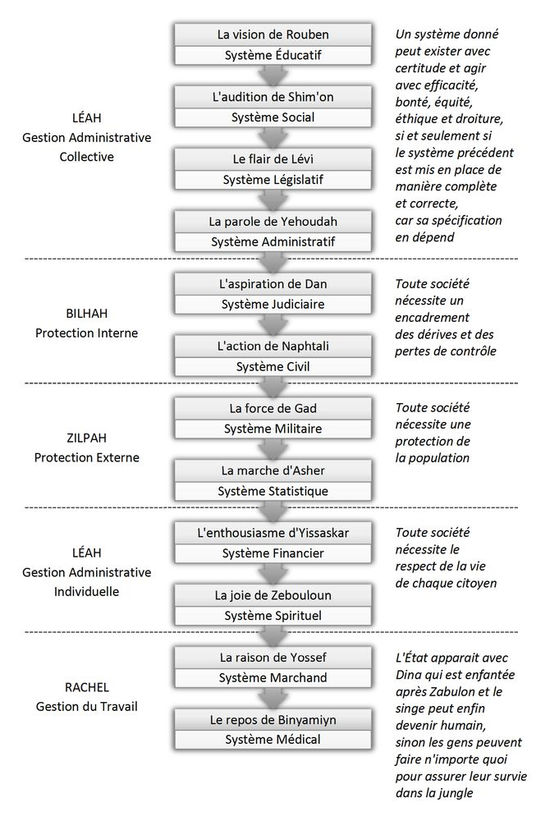 La vision de Rouben
Système Éducatif
L'audition de Shim'on
Système Social
Le flair de Lévi
Système Législatif
La parole de Yehoudah
Système Administratif
LÉAH
Gestion Administrative
Collective
Un système donné
peut exister avec
certitude et agir
avec efficacité,
bonté, équité,
éthique et droiture,
si et seulement si
le système précédent
est mis en place de
manière complète
et correcte,
car sa spécification
en dépend
L'aspiration de Dan
Système Judiciaire
L'action de Naphtali
Système Civil
BILHAH
Protection Interne
Toute société
nécessite un
encadrement
des dérives et des
pertes de contrôle
La force de Gad
Système Militaire
La marche d'Asher
Système Statistique
ZILPAH
Protection Externe
Toute société
nécessite une
protection de
la population
L'enthousiasme d'Yissaskar
Système Financier
La joie de Zebouloun
Système Spirituel
LÉAH
Gestion Administrative
Individuelle
Toute société
nécessite le
respect de la vie
de chaque citoyen
La raison de Yossef
Système Marchand
Le repos de Binyamiyn
Système Médical
RACHEL
Gestion du Travail
L'État apparait avec
Dina qui est enfantée
après Zabulon et le
singe peut enfin
devenir humain,
sinon les gens peuvent
faire n'importe quoi
pour assurer leur survie
dans la jungle